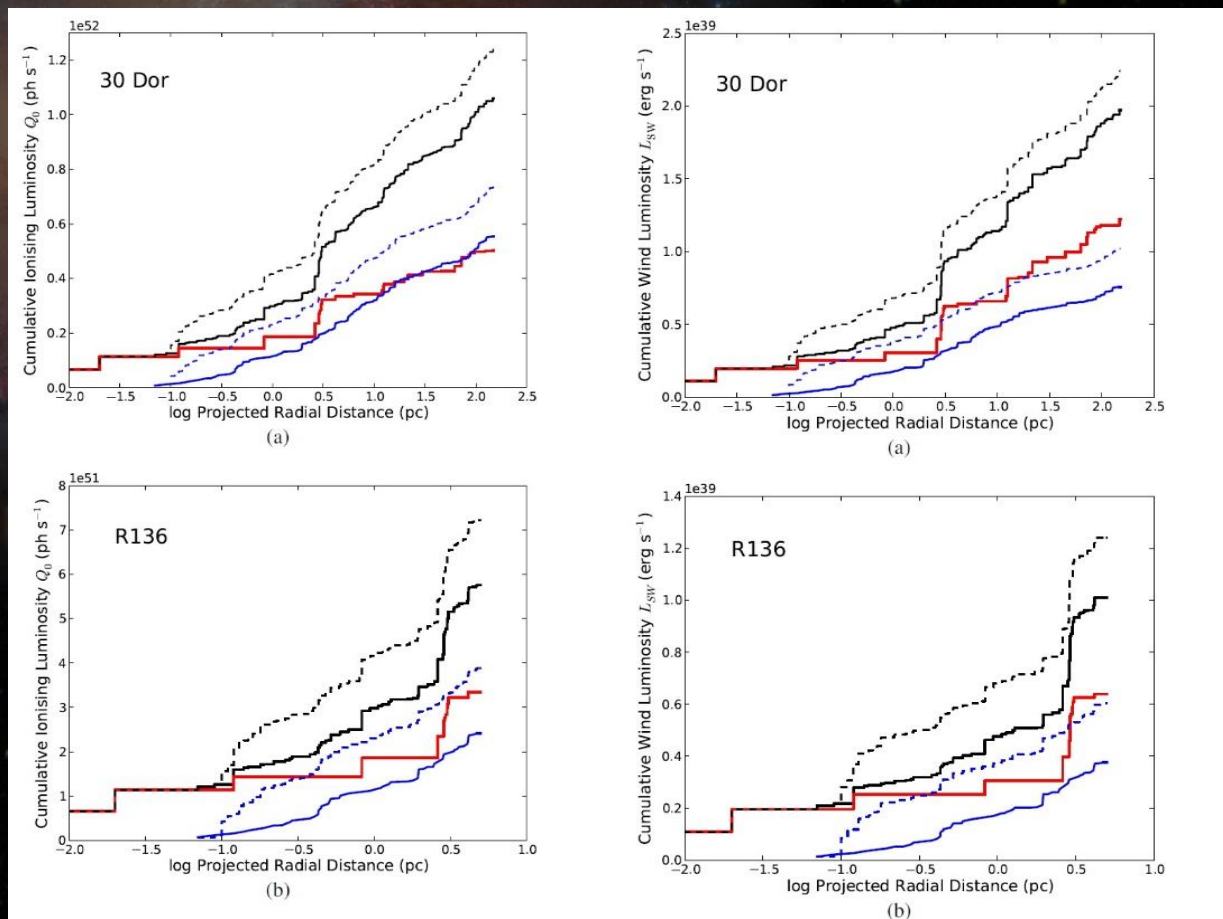 1e52
Cumulative Ionising Luminosity Q₀ (ph s⁻¹)
30 Dor
1.2
1.0
0.8
0.6
0.4
0.2
0.0
−2.0 −1.5 −1.0 −0.5 0.0 0.5 1.0 1.5 2.0 2.5
log Projected Radial Distance (pc)
(a)
1e39
Cumulative Wind Luminosity L_SW (erg s⁻¹)
30 Dor
2.5
2.0
1.5
1.0
0.5
0.0
−2.0 −1.5 −1.0 −0.5 0.0 0.5 1.0 1.5 2.0 2.5
log Projected Radial Distance (pc)
(a)
1e51
Cumulative Ionising Luminosity Q₀ (ph s⁻¹)
R136
8
7
6
5
4
3
2
1
0
−2.0 −1.5 −1.0 −0.5 0.0 0.5 1.0
log Projected Radial Distance (pc)
(b)
1e39
Cumulative Wind Luminosity L_SW (erg s⁻¹)
R136
1.4
1.2
1.0
0.8
0.6
0.4
0.2
0.0
−2.0 −1.5 −1.0 −0.5 0.0 0.5 1.0
log Projected Radial Distance (pc)
(b)